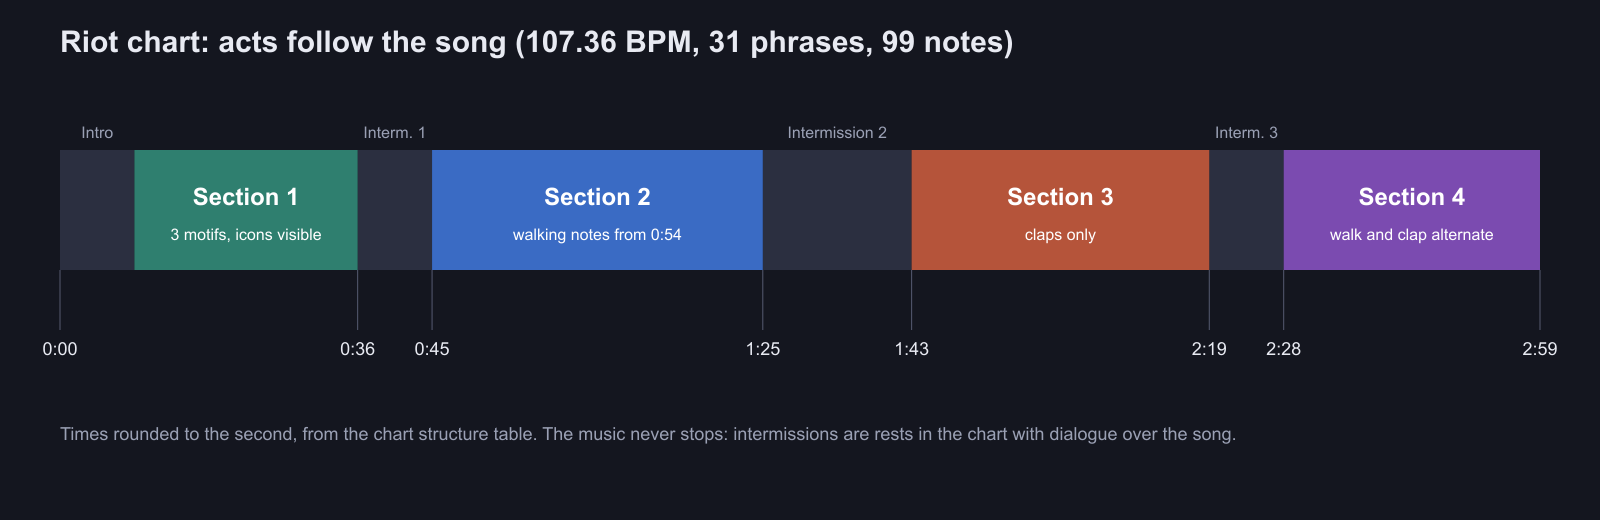 Riot chart: acts follow the song (107.36 BPM, 31 phrases, 99 notes)
Intro
Interm. 1
Intermission 2
Interm. 3
Section 1
Section 2
Section 3
Section 4
3 motifs, icons visible
walking notes from 0:54
claps only
walk and clap alternate
0:00
0:36
0:45
1:25
1:43
2:19
2:28
2:59
Times rounded to the second, from the chart structure table. The music never stops: intermissions are rests in the chart with dialogue over the song.